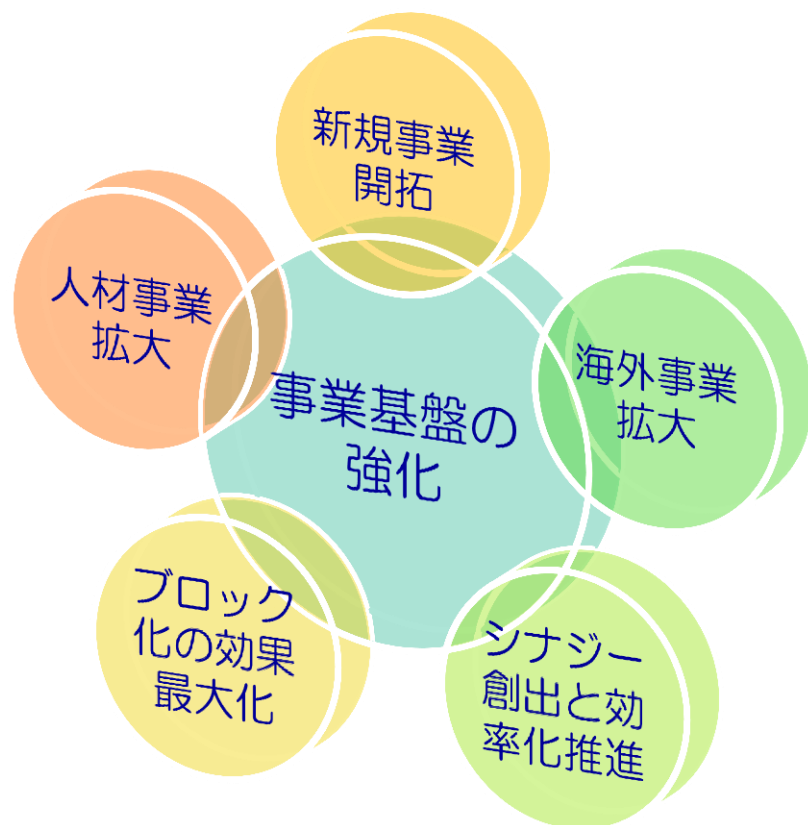 新規事業
開拓
人材事業
拡大
海外事業
拡大
事業基盤の
強化
ブロック
化の効果
最大化
シナジー
創出と効
率化推進